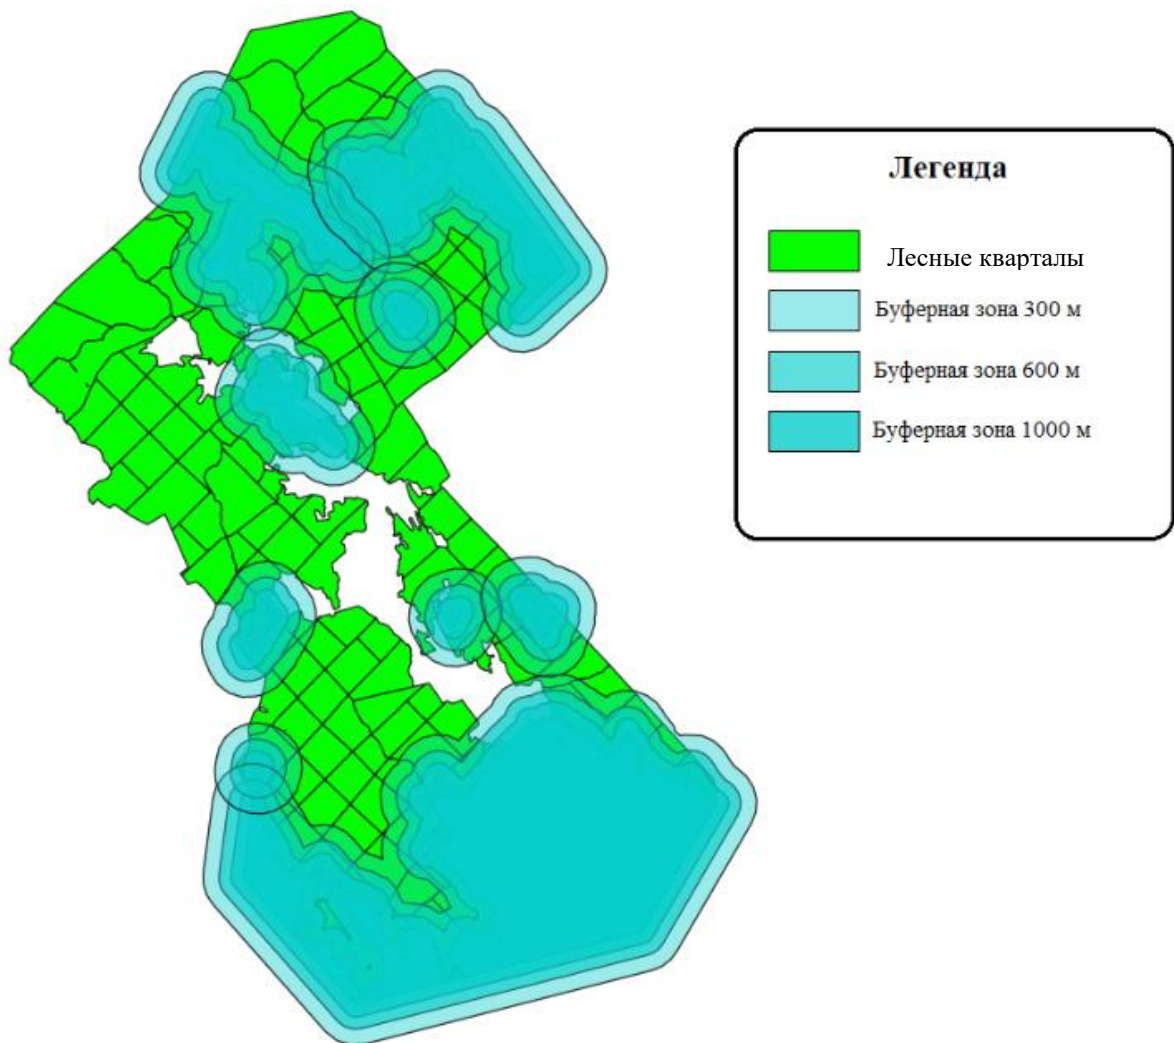 Легенда
Лесные кварталы
Буферная зона 300 м
Буферная зона 600 м
Буферная зона 1000 м